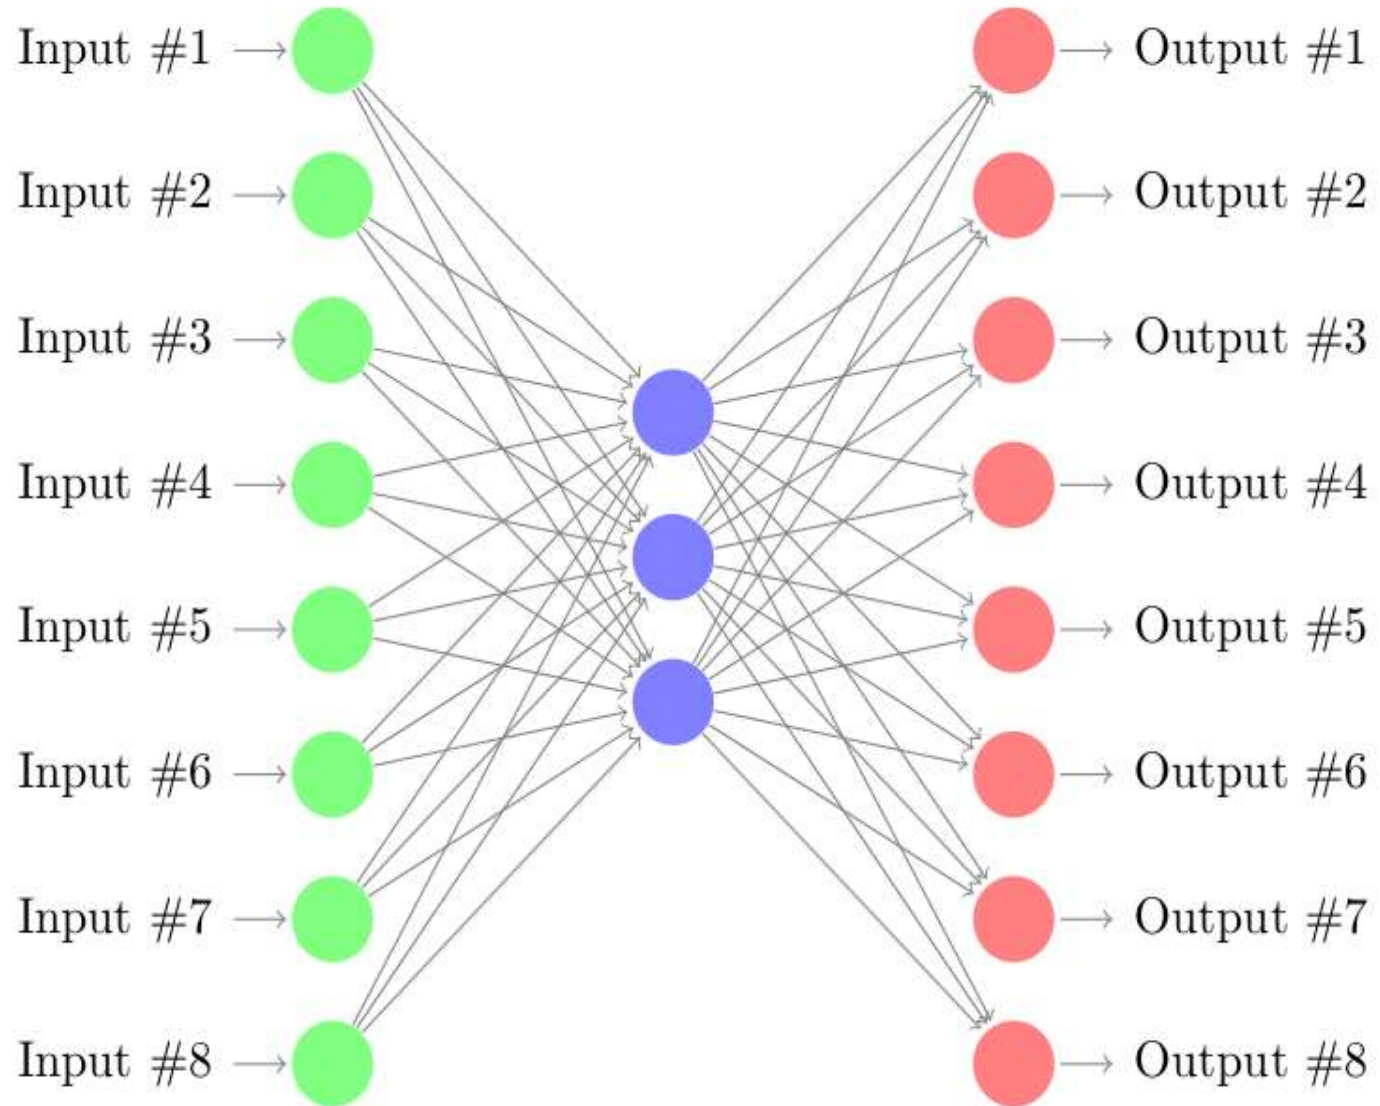 Input #1
Output #1
Input #2
Output #2
Input #3
Output #3
Input #4
Output #4
Input #5
Output #5
Input #6
Output #6
Input #7
Output #7
Input #8
Output #8